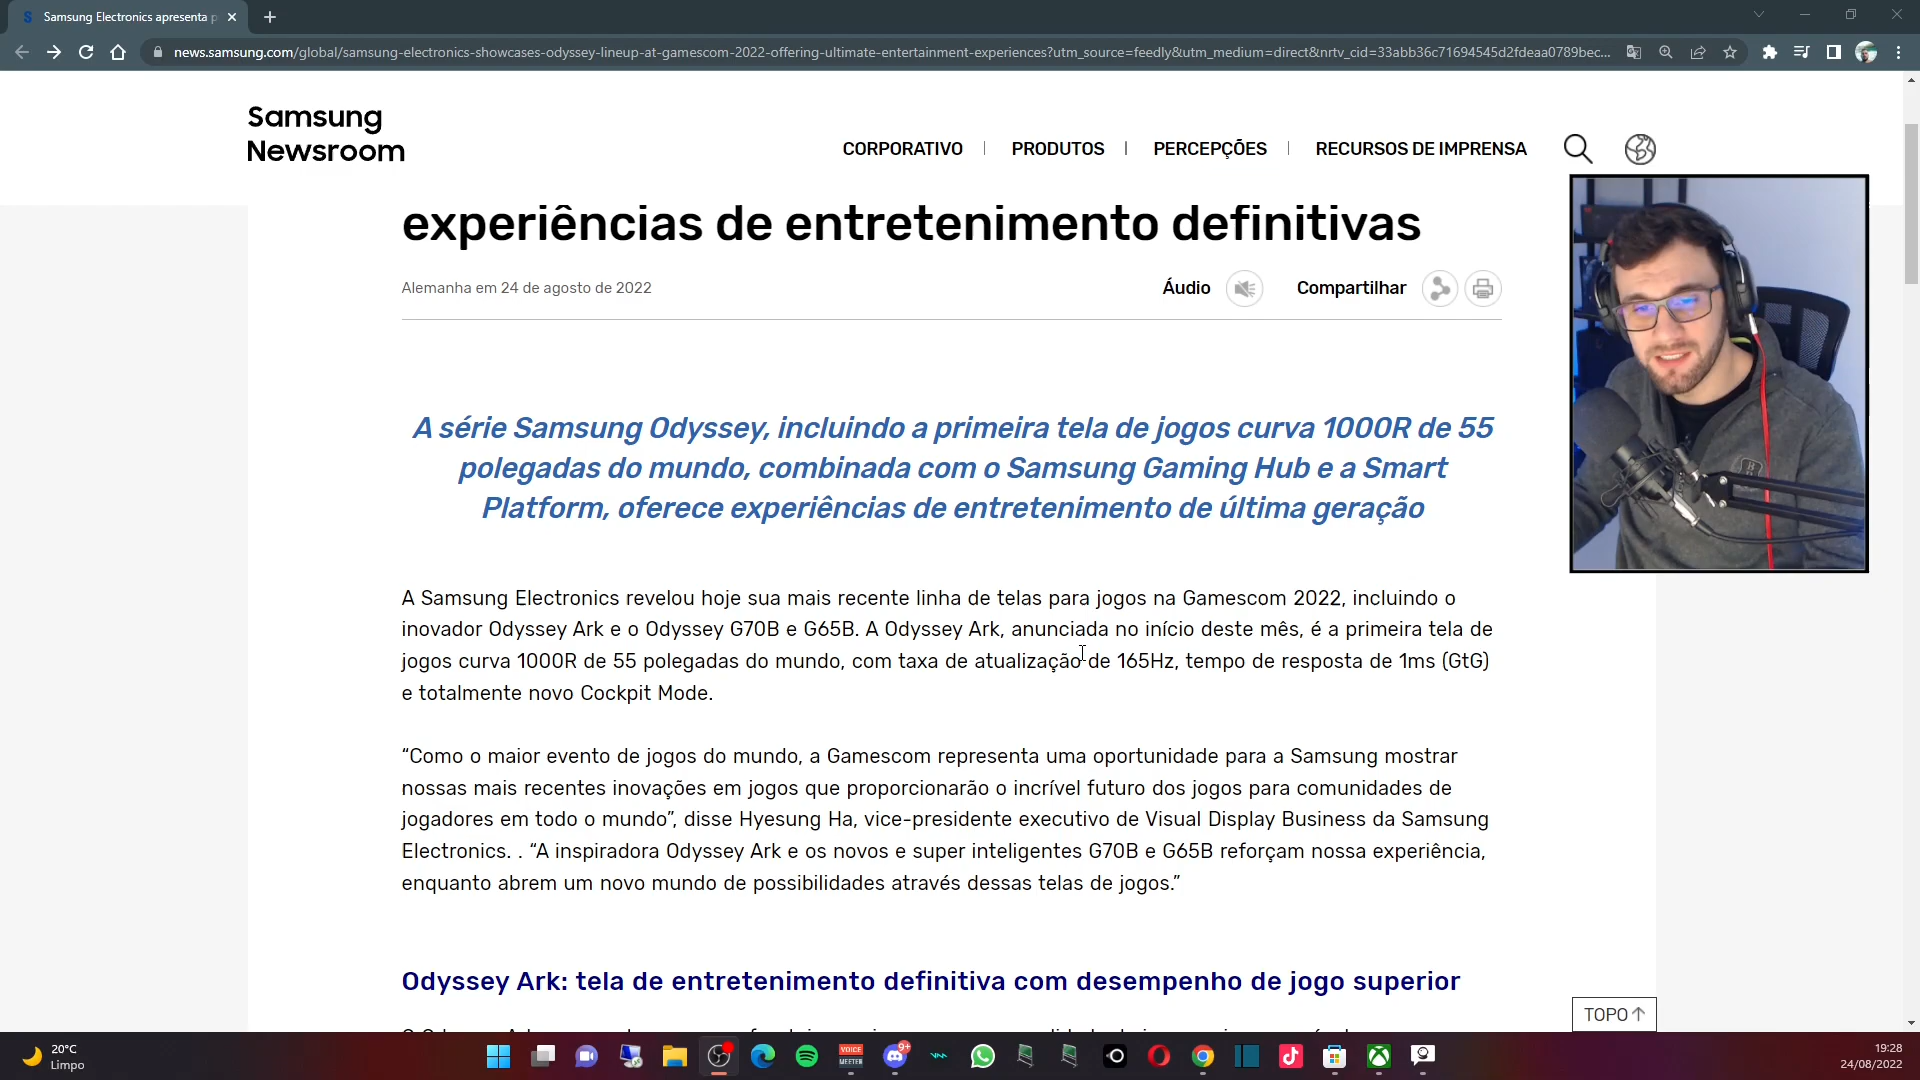 Samsung Electronics apresenta p
news.samsung.com/global/samsung-electronics-showcases-odyssey-lineup-at-gamescom-2022-offering-ultimate-entertainment-experiences?utm_source=feedly&utm_medium=direct&nrtv_cid=33abb36c71694545d2fdeaa0789bec...
Samsung
Newsroom
CORPORATIVO | PRODUTOS | PERCEPÇÕES | RECURSOS DE IMPRENSA
experiências de entretenimento definitivas
Alemanha em 24 de agosto de 2022
Áudio
Compartilhar
A série Samsung Odyssey, incluindo a primeira tela de jogos curva 1000R de 55
polegadas do mundo, combinada com o Samsung Gaming Hub e a Smart
Platform, oferece experiências de entretenimento de última geração
A Samsung Electronics revelou hoje sua mais recente linha de telas para jogos na Gamescom 2022, incluindo o
inovador Odyssey Ark e o Odyssey G70B e G65B. A Odyssey Ark, anunciada no início deste mês, é a primeira tela de
jogos curva 1000R de 55 polegadas do mundo, com taxa de atualização de 165Hz, tempo de resposta de 1ms (GtG)
e totalmente novo Cockpit Mode.
“Como o maior evento de jogos do mundo, a Gamescom representa uma oportunidade para a Samsung mostrar
nossas mais recentes inovações em jogos que proporcionarão o incrível futuro dos jogos para comunidades de
jogadores em todo o mundo”, disse Hyesung Ha, vice-presidente executivo de Visual Display Business da Samsung
Electronics. . “A inspiradora Odyssey Ark e os novos e super inteligentes G70B e G65B reforçam nossa experiência,
enquanto abrem um novo mundo de possibilidades através dessas telas de jogos.”
Odyssey Ark: tela de entretenimento definitiva com desempenho de jogo superior
TOPO
20°C
Limpo
VOICE
MEETER
9+
19:28
24/08/2022